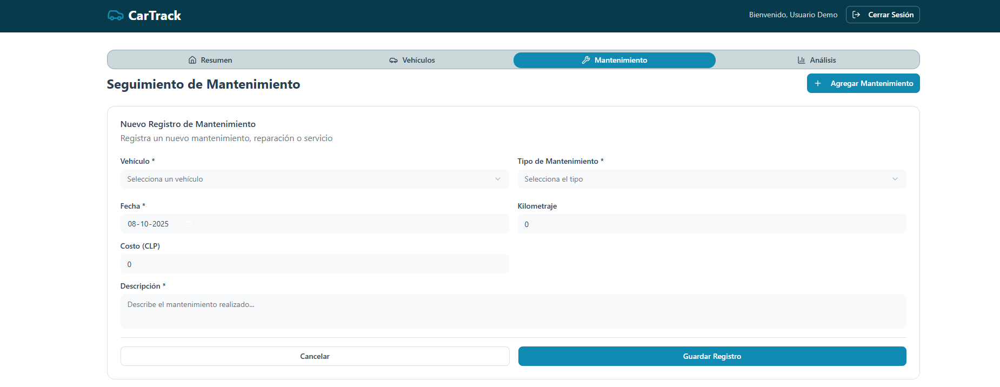 CarTrack
Bienvenido, Usuario Demo
Cerrar Sesión
Resumen
Vehículos
Mantenimiento
Análisis
Seguimiento de Mantenimiento
+ Agregar Mantenimiento
Nuevo Registro de Mantenimiento
Registra un nuevo mantenimiento, reparación o servicio
Vehículo *
Tipo de Mantenimiento *
Selecciona un vehículo
Selecciona el tipo
Fecha *
Kilometraje
08-10-2025
0
Costo (CLP)
0
Descripción *
Describe el mantenimiento realizado...
Cancelar
Guardar Registro